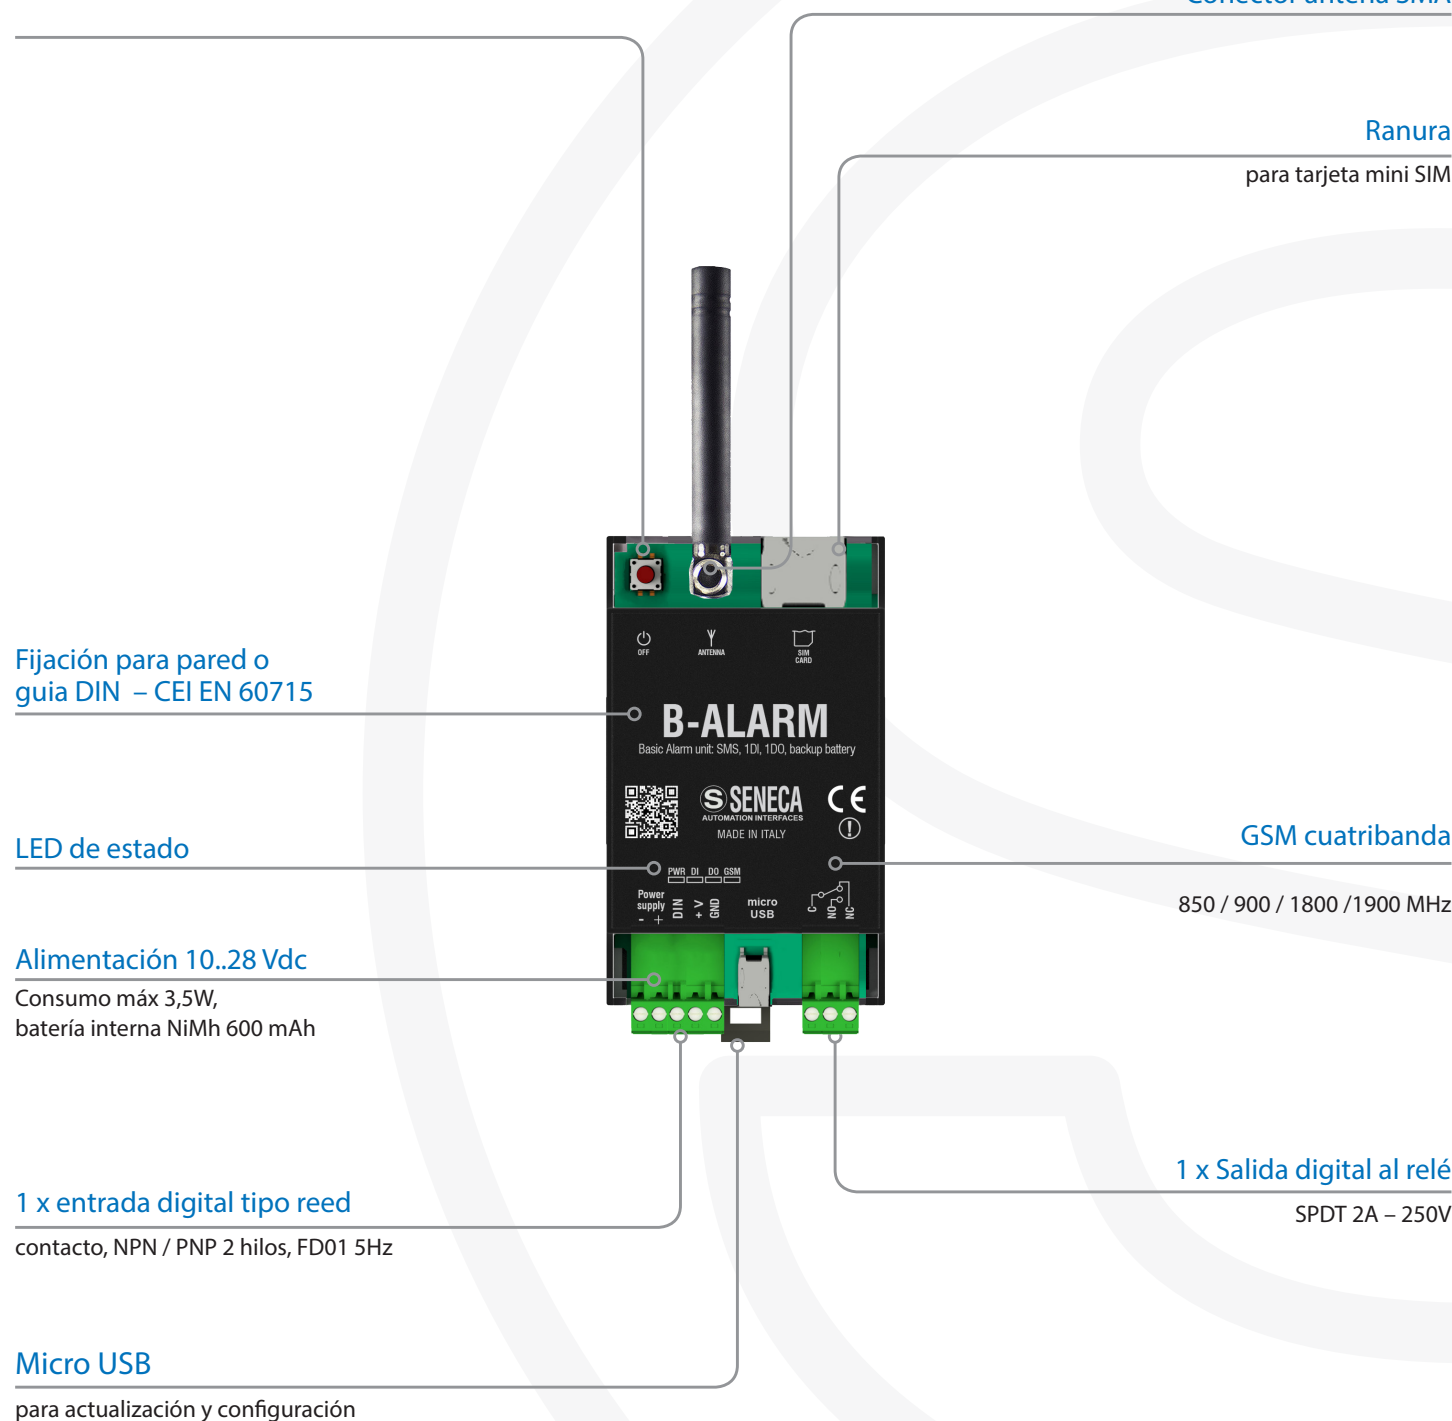 Conector antena SMA
Ranura
para tarjeta mini SIM
OFF
ANTENNA
SIM
CARD
Fijación para pared o
guia DIN – CEI EN 60715
B-ALARM
Basic Alarm unit: SMS, 1DI, 1DO, backup battery
S SENECA
AUTOMATION INTERFACES
MADE IN ITALY
CE
LED de estado
GSM cuatribanda
850 / 900 / 1800 /1900 MHz
PWR DI DO GSM
Power
supply
- +
DIN
+ V
GND
micro
USB
C
NO
NC
Alimentación 10..28 Vdc
Consumo máx 3,5W,
batería interna NiMh 600 mAh
1 x Salida digital al relé
SPDT 2A – 250V
1 x entrada digital tipo reed
contacto, NPN / PNP 2 hilos, FD01 5Hz
Micro USB
para actualización y configuración